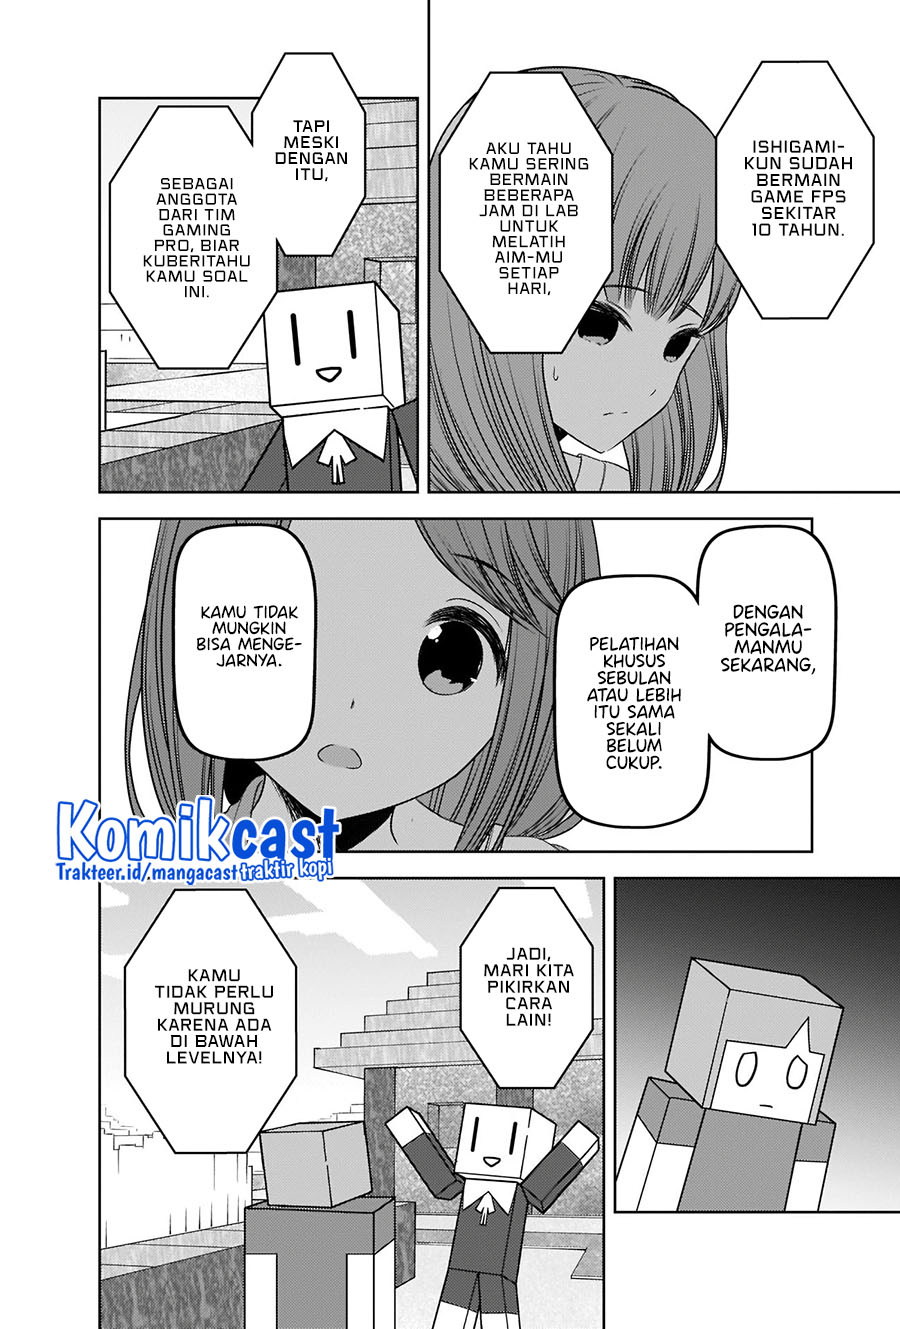 ISHIGAMI-
KUN SUDAH
BERMAIN
GAME FPS
SEKITAR
10 TAHUN.
AKU TAHU
KAMU SERING
BERMAIN
BEBERAPA
JAM DI LAB
UNTUK
MELATIH
AIM-MU
SETIAP
HARI,
TAPI
MESKI
DENGAN
ITU,
SEBAGAI
ANGGOTA
DARI TIM
GAMING
PRO, BIAR
KUBERITAHU
KAMU SOAL
INI.
DENGAN
PENGALA-
MANMU
SEKARANG,
PELATIHAN
KHUSUS
SEBULAN
ATAU LEBIH
ITU SAMA
SEKALI
BELUM
CUKUP.
KAMU TIDAK
MUNGKIN
BISA MENGE-
JARNYA.
Komikcast
Trakteer.id/mangacast traktir kopi
JADI,
MARI KITA
PIKIRKAN
CARA
LAIN!
KAMU
TIDAK PERLU
MURUNG
KARENA ADA
DI BAWAH
LEVELNYA!